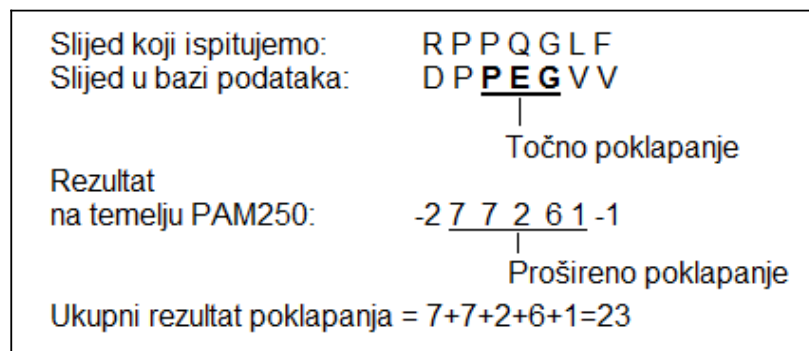 Slijed koji ispitujemo: R P P Q G L F
Slijed u bazi podataka: D P P E G V V
Točno poklapanje
Rezultat
na temelju PAM250: -2 7 7 2 6 1 -1
Prošireno poklapanje
Ukupni rezultat poklapanja = 7+7+2+6+1=23